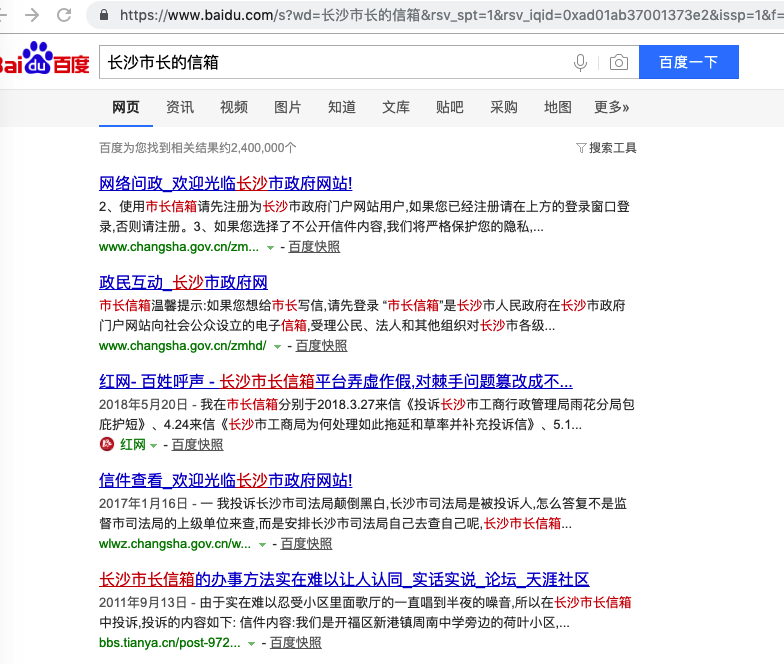 https://www.baidu.com/s?wd=长沙市长的信箱&rsv_spt=1&rsv_iqid=0xad01ab37001373e2&issp=1&f=
Bai du 百度 长沙市长的信箱 百度一下
网页 资讯 视频 图片 知道 文库 贴吧 采购 地图 更多»
百度为您找到相关结果约2,400,000个 搜索工具
网络问政_欢迎光临长沙市政府网站!
2、使用市长信箱请先注册为长沙市政府门户网站用户,如果您已经注册请在上方的登录窗口登
录,否则请注册。3、如果您选择了不公开信件内容,我们将严格保护您的隐私,...
www.changsha.gov.cn/zm... - 百度快照
政民互动_长沙市政府网
市长信箱温馨提示:如果您想给市长写信,请先登录 “市长信箱”是长沙市人民政府在长沙市政府
门户网站向社会公众设立的电子信箱,受理公民、法人和其他组织对长沙市各级...
www.changsha.gov.cn/zmhd/ - 百度快照
红网- 百姓呼声 - 长沙市长信箱平台弄虚作假,对棘手问题篡改成不...
2018年5月20日 - 我在市长信箱分别于2018.3.27来信《投诉长沙市工商行政管理局雨花分局包
庇护短》、4.24来信《长沙市工商局为何处理如此拖延和草率并补充投诉信》、5.1...
红网 - 百度快照
信件查看_欢迎光临长沙市政府网站!
2017年1月16日 - 一 我投诉长沙市司法局颠倒黑白,长沙市司法局是被投诉人,怎么答复不是监
督市司法局的上级单位来查,而是安排长沙市司法局自己去查自己呢,长沙市长信箱...
wlwz.changsha.gov.cn/w... - 百度快照
长沙市长信箱的办事方法实在难以让人认同_实话实说_论坛_天涯社区
2011年9月13日 - 由于实在难以忍受小区里面歌厅的一直唱到半夜的噪音,所以在长沙市长信箱
中投诉,投诉的内容如下: 信件内容:我们是开福区新港镇周南中学旁边的荷叶小区,...
bbs.tianya.cn/post-972... - 百度快照